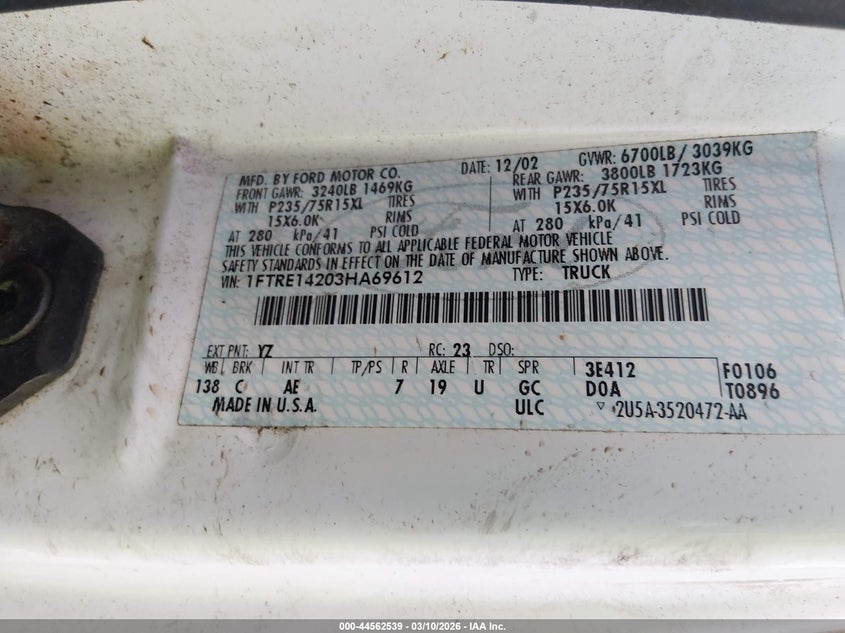 MFD. BY FORD MOTOR CO. DATE: 12/02 GVWR: 6700LB/ 3039KG
FRONT GAWR: 3240LB 1469KG REAR GAWR: 3800LB 1723KG
WITH P235/75R15XL TIRES WITH P235/75R15XL TIRES
15X6.0K RIMS 15X6.0K RIMS
AT 280 kPa/41 PSI COLD AT 280 kPa/41 PSI COLD
THIS VEHICLE CONFORMS TO ALL APPLICABLE FEDERAL MOTOR VEHICLE
SAFETY STANDARDS IN EFFECT ON THE DATE OF MANUFACTURE SHOWN ABOVE.
VIN: 1FTRE14203HA69612 TYPE: TRUCK
EXT PNT: YZ RC: 23 DSO:
WB BRK INT TR TP/PS R AXLE TR SPR 3E412 F0106
138 C AE 7 19 U GC D0A T0896
MADE IN U.S.A. ULC ▽ 2U5A-3520472-AA
000-44562539 - 03/10/2026 - IAA Inc.